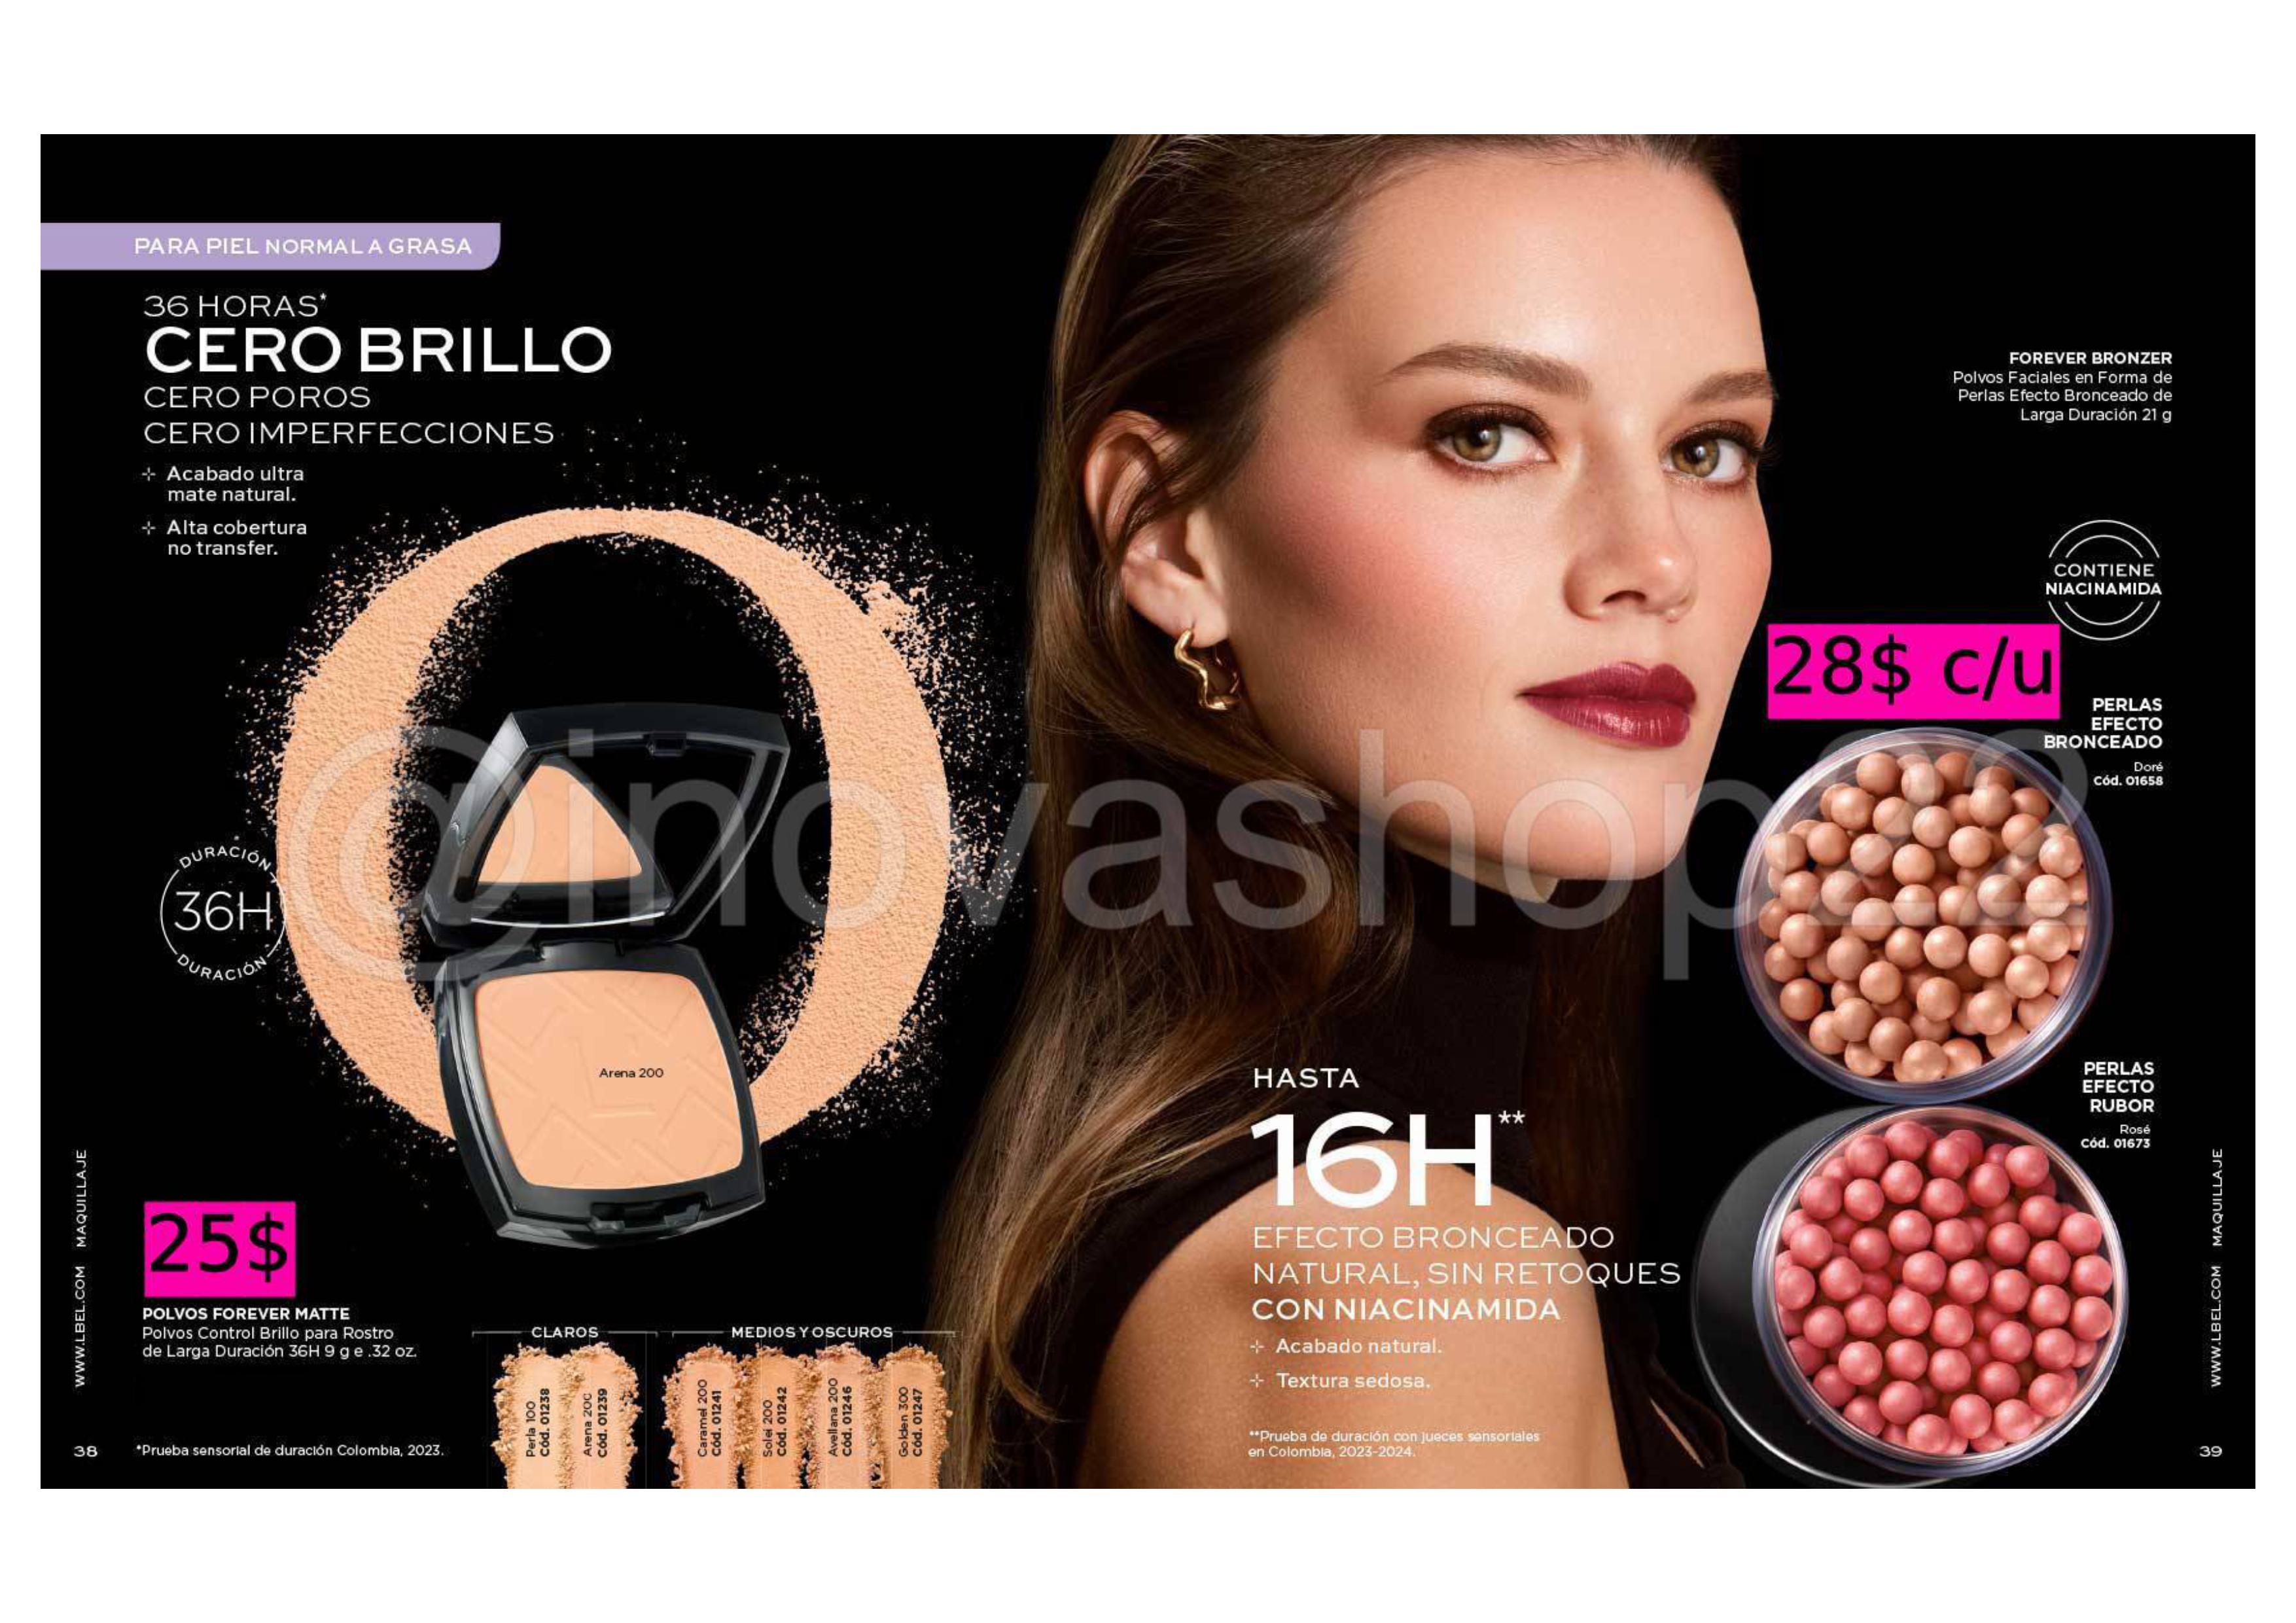 PARA PIEL NORMAL A GRASA
36 HORAS*
CERO BRILLO
CERO POROS
CERO IMPERFECCIONES
Acabado ultra
mate natural.
Alta cobertura
no transfer.
DURACIÓN
36H
DURACIÓN
Arena 200
25$
POLVOS FOREVER MATTE
Polvos Control Brillo para Rostro
de Larga Duración 36H 9 g e .32 oz.
CLAROS
Perla 100
Cód. 01238
Arena 200
Cód. 01239
MEDIOS Y OSCUROS
Caramel 200
Cód. 01241
Soleil 200
Cód. 01242
Avellana 200
Cód. 01246
Golden 300
Cód. 01247
*Prueba sensorial de duración Colombia, 2023.
38
WWW.LBEL.COM MAQUILLAJE
@inovashop22
FOREVER BRONZER
Polvos Faciales en Forma de
Perlas Efecto Bronceado de
Larga Duración 21 g
CONTIENE
NIACINAMIDA
28$ c/u
PERLAS
EFECTO
BRONCEADO
Doré
Cód. 01658
PERLAS
EFECTO
RUBOR
Rosé
Cód. 01673
HASTA
16H**
EFECTO BRONCEADO
NATURAL, SIN RETOQUES
CON NIACINAMIDA
Acabado natural.
Textura sedosa.
**Prueba de duración con jueces sensoriales
en Colombia, 2023-2024.
WWW.LBEL.COM MAQUILLAJE
39